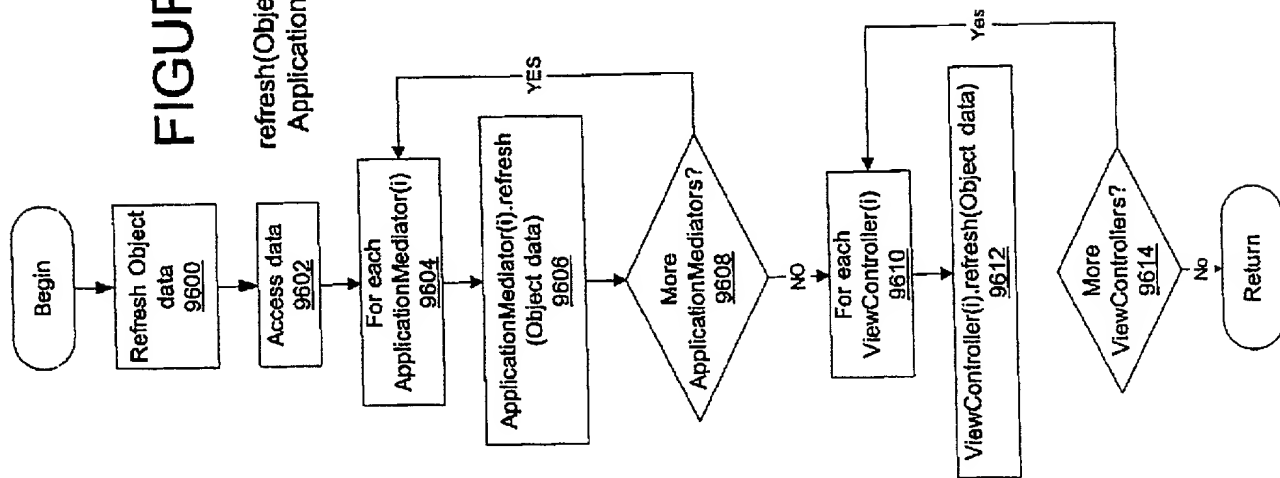 Begin
Refresh Object
data
9600
Access data
9602
For each
ApplicationMediator(i)
9604
ApplicationMediator(i).refresh
(Object data)
9606
More
ApplicationMediators?
9608
YES
NO
For each
ViewController(i)
9610
ViewController(i).refresh(Object data)
9612
More
ViewControllers?
9614
Yes
No
Return
refresh(Obje
Application